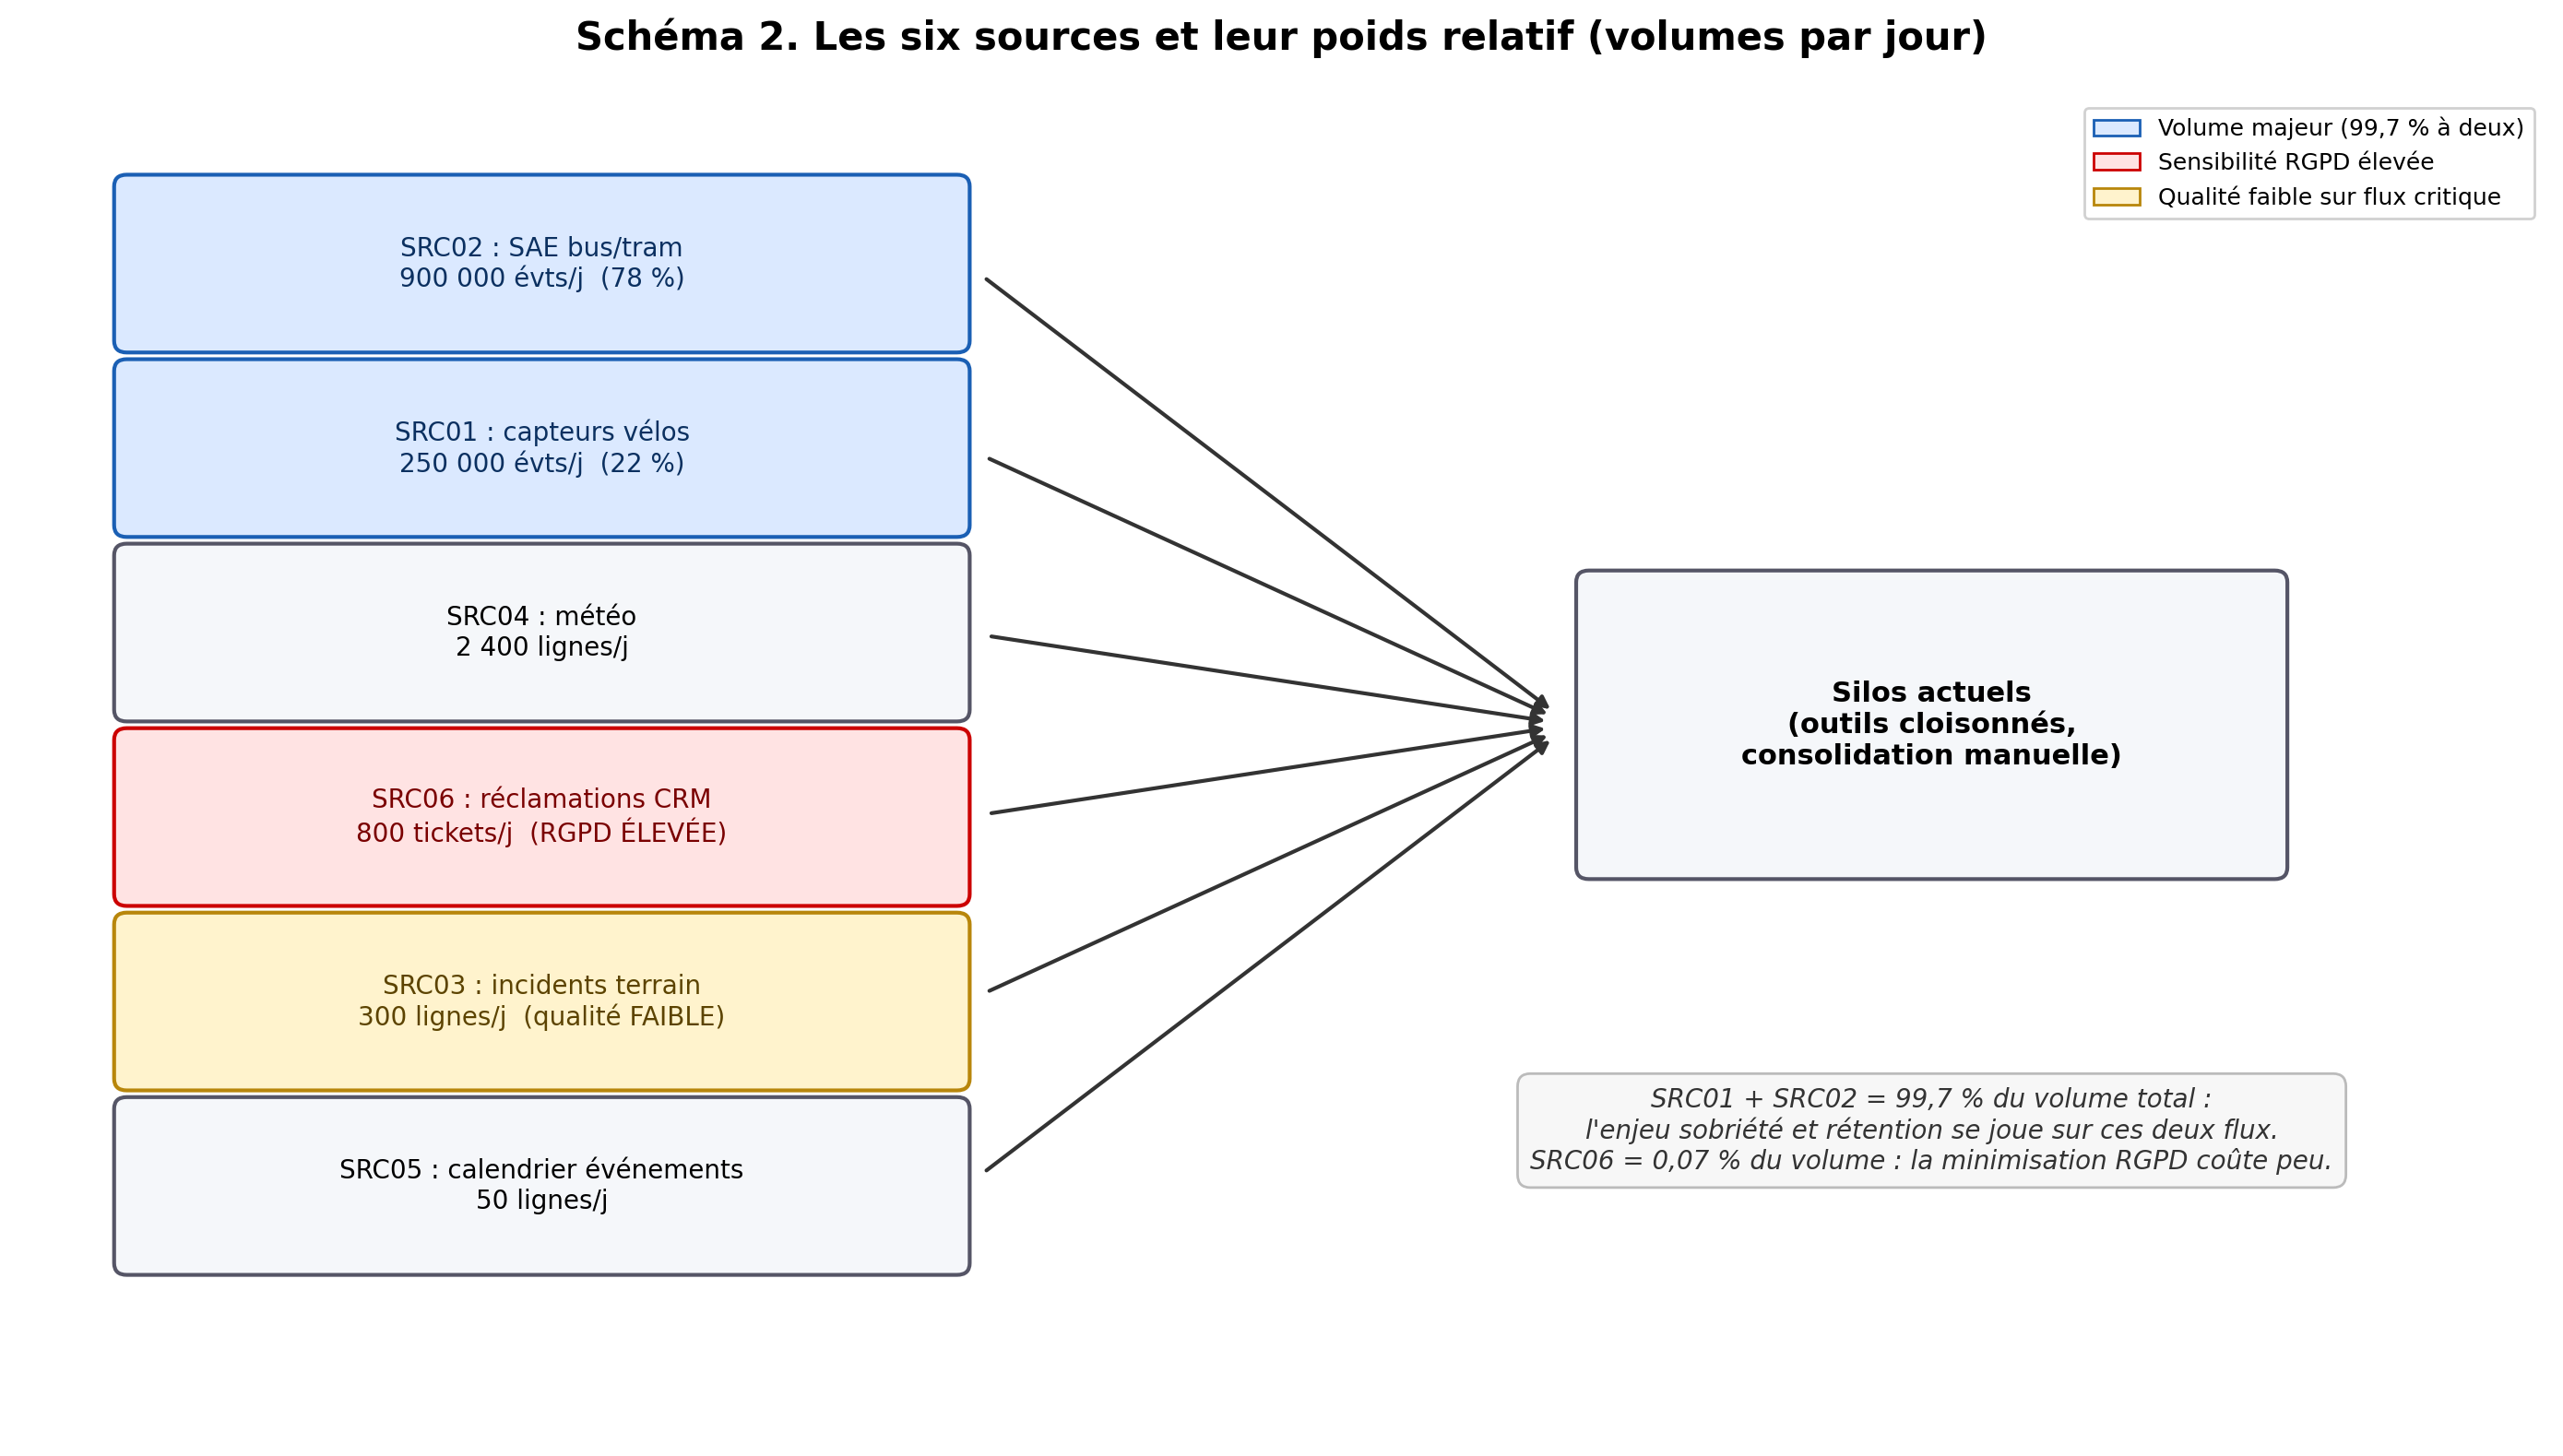 Schéma 2. Les six sources et leur poids relatif (volumes par jour)
Volume majeur (99,7 % à deux)
Sensibilité RGPD élevée
Qualité faible sur flux critique
SRC02 : SAE bus/tram
900 000 évts/j (78 %)
SRC01 : capteurs vélos
250 000 évts/j (22 %)
SRC04 : météo
2 400 lignes/j
SRC06 : réclamations CRM
800 tickets/j (RGPD ÉLEVÉE)
SRC03 : incidents terrain
300 lignes/j (qualité FAIBLE)
SRC05 : calendrier événements
50 lignes/j
Silos actuels
(outils cloisonnés,
consolidation manuelle)
SRC01 + SRC02 = 99,7 % du volume total :
l'enjeu sobriété et rétention se joue sur ces deux flux.
SRC06 = 0,07 % du volume : la minimisation RGPD coûte peu.